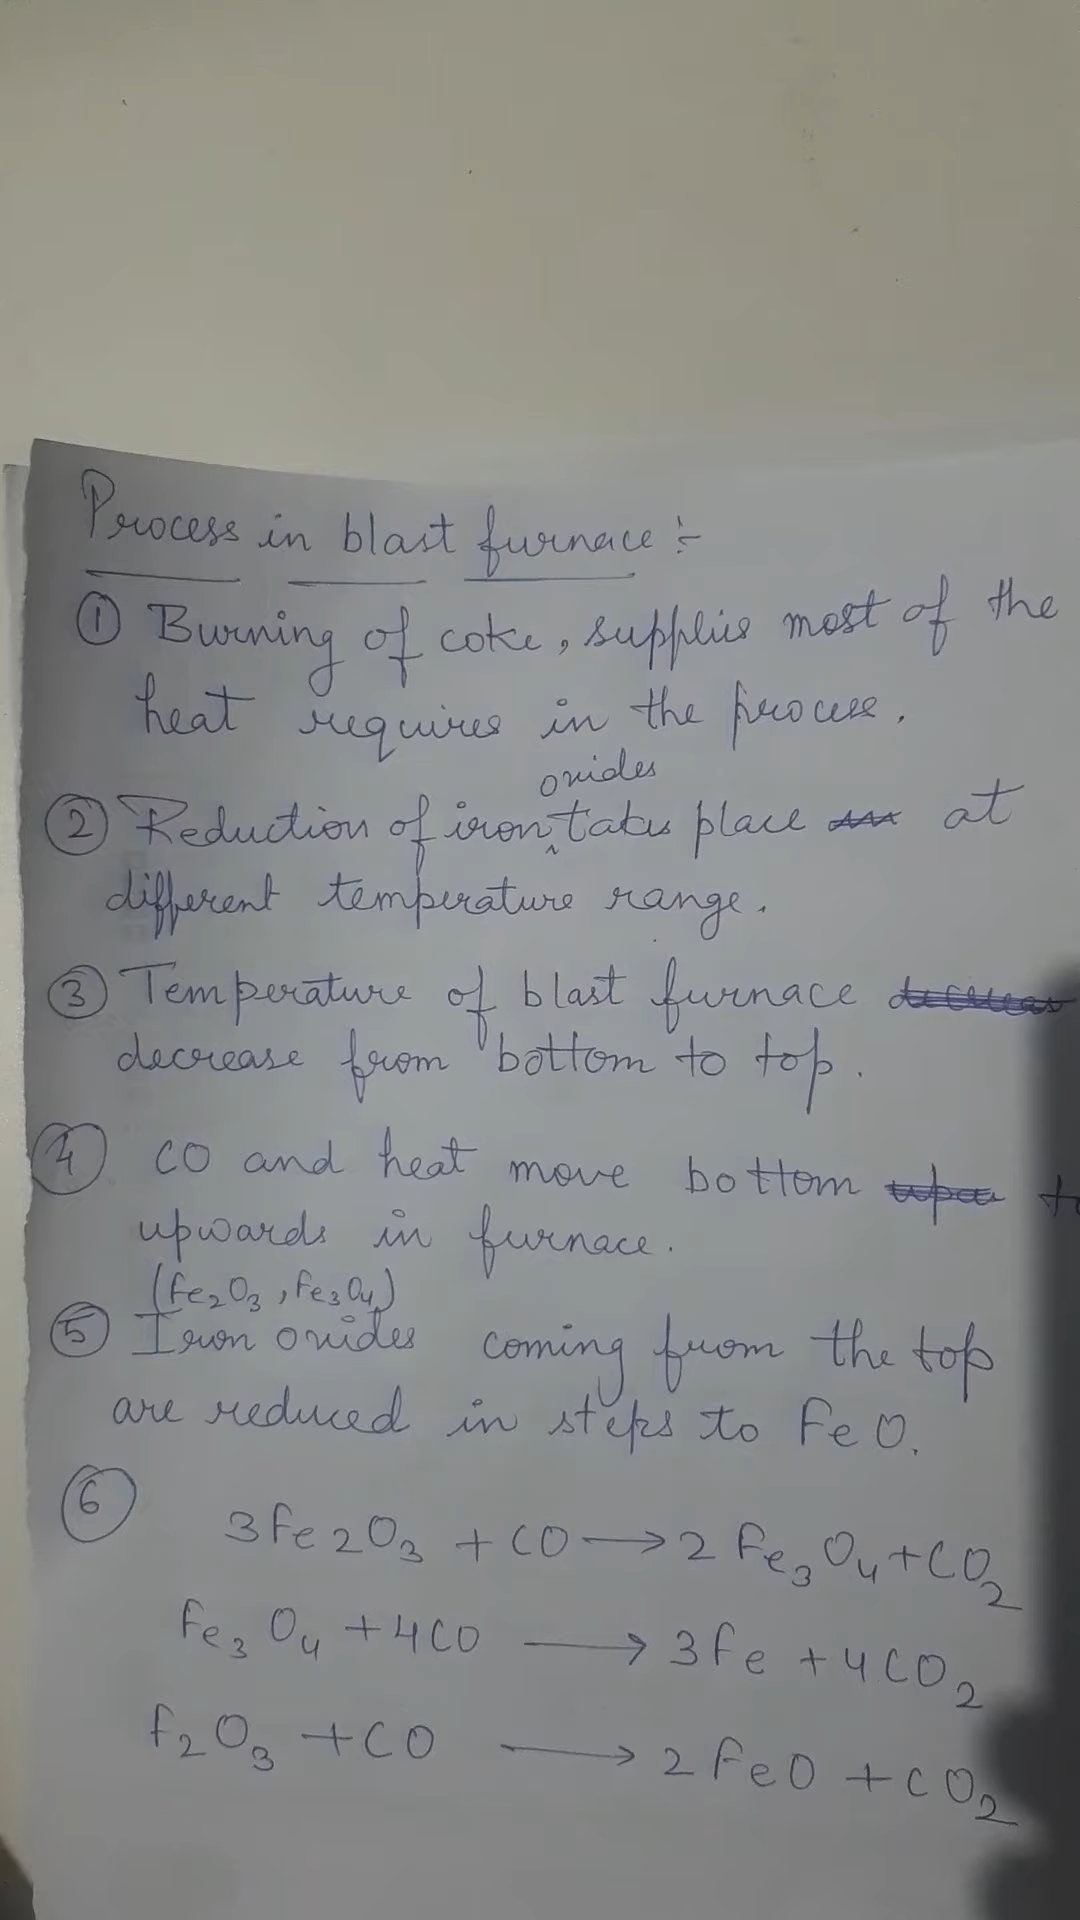 Process in blast furnace :-
① Burning of coke, supplies most of the
heat requires in the process.
oxides
② Reduction of iron takes place at
different temperature range.
③ Temperature of blast furnace
decrease from bottom to top.
④ CO and heat move bottom to
upwards in furnace.
(Fe₂O₃, Fe₃O₄)
⑤ Iron oxides coming from the top
are reduced in steps to FeO.
⑥
3Fe₂O₃ + CO → 2Fe₃O₄ + CO₂
Fe₃O₄ + 4CO → 3Fe + 4CO₂
F₂O₃ + CO → 2FeO + CO₂